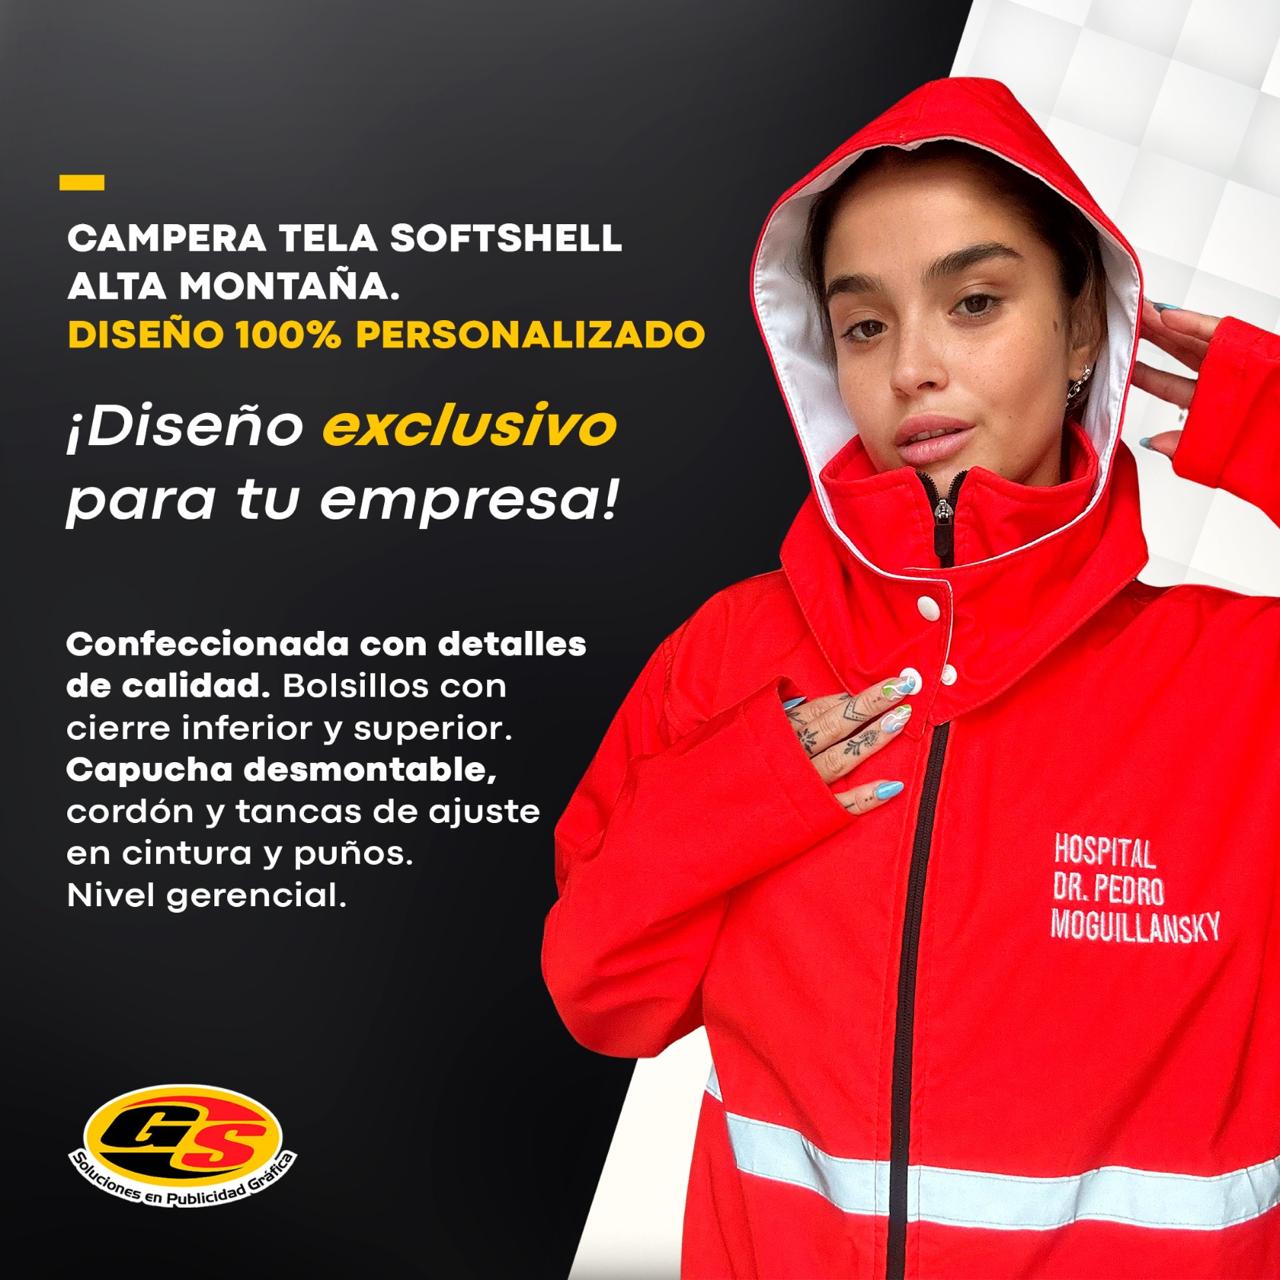 CAMPERA TELA SOFTSHELL
ALTA MONTAÑA.
DISEÑO 100% PERSONALIZADO
¡Diseño exclusivo
para tu empresa!
Confeccionada con detalles
de calidad. Bolsillos con
cierre inferior y superior.
Capucha desmontable,
cordón y tancas de ajuste
en cintura y puños.
Nivel gerencial.
HOSPITAL
DR. PEDRO
MOGUILLANSKY
GS
Soluciones en Publicidad Gráfica